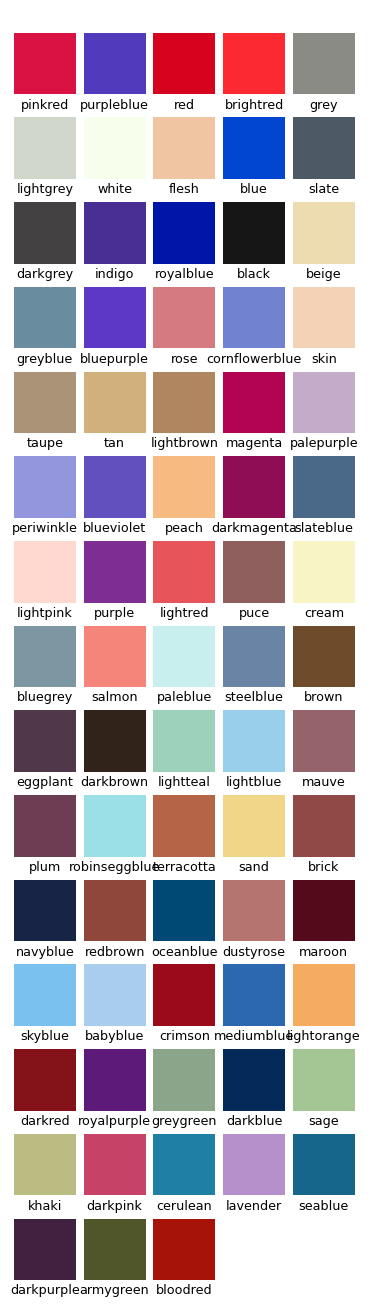 pinkred purpleblue red brightred grey
lightgrey white flesh blue slate
darkgrey indigo royalblue black beige
greyblue bluepurple rose cornflowerblue skin
taupe tan lightbrown magenta palepurple
periwinkle blueviolet peach darkmagenta slateblue
lightpink purple lightred puce cream
bluegrey salmon paleblue steelblue brown
eggplant darkbrown lightteal lightblue mauve
plum robinseggblue terracotta sand brick
navyblue redbrown oceanblue dustyrose maroon
skyblue babyblue crimson mediumblue lightorange
darkred royalpurple greygreen darkblue sage
khaki darkpink cerulean lavender seablue
darkpurple armygreen bloodred